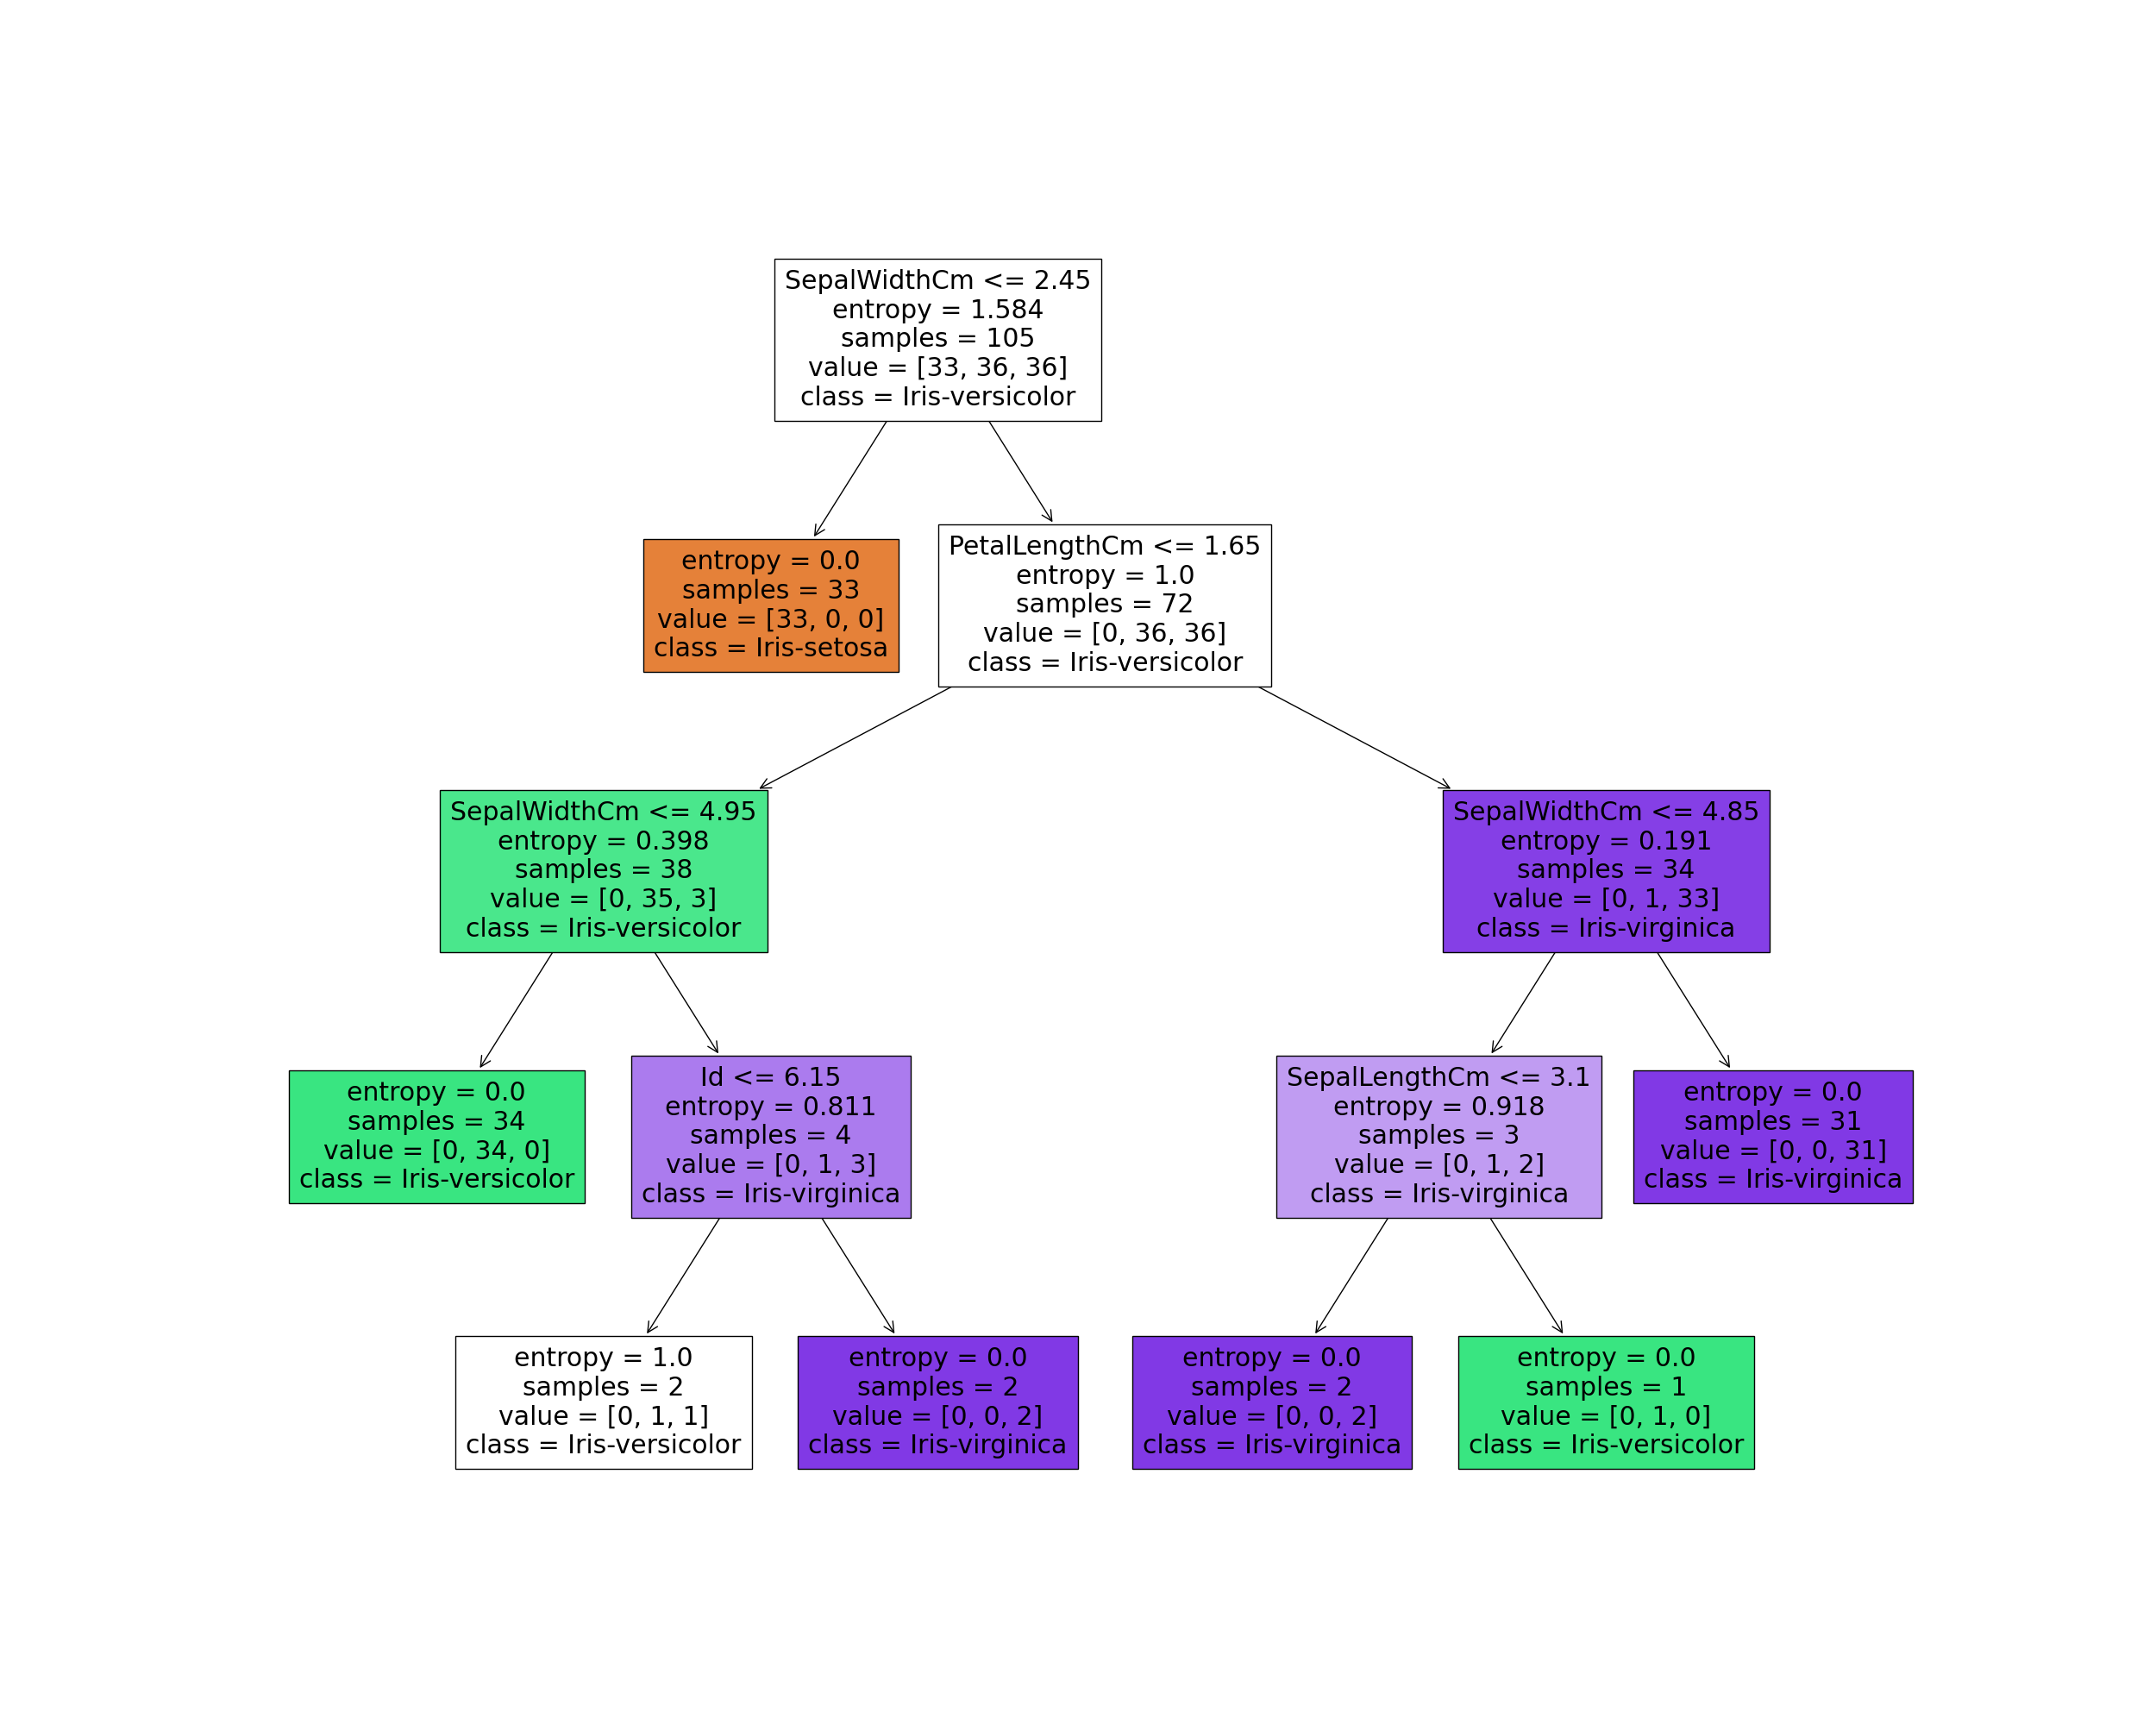 SepalWidthCm <= 2.45
entropy = 1.584
samples = 105
value = [33, 36, 36]
class = Iris-versicolor
entropy = 0.0
samples = 33
value = [33, 0, 0]
class = Iris-setosa
PetalLengthCm <= 1.65
entropy = 1.0
samples = 72
value = [0, 36, 36]
class = Iris-versicolor
SepalWidthCm <= 4.95
entropy = 0.398
samples = 38
value = [0, 35, 3]
class = Iris-versicolor
SepalWidthCm <= 4.85
entropy = 0.191
samples = 34
value = [0, 1, 33]
class = Iris-virginica
entropy = 0.0
samples = 34
value = [0, 34, 0]
class = Iris-versicolor
Id <= 6.15
entropy = 0.811
samples = 4
value = [0, 1, 3]
class = Iris-virginica
SepalLengthCm <= 3.1
entropy = 0.918
samples = 3
value = [0, 1, 2]
class = Iris-virginica
entropy = 0.0
samples = 31
value = [0, 0, 31]
class = Iris-virginica
entropy = 1.0
samples = 2
value = [0, 1, 1]
class = Iris-versicolor
entropy = 0.0
samples = 2
value = [0, 0, 2]
class = Iris-virginica
entropy = 0.0
samples = 2
value = [0, 0, 2]
class = Iris-virginica
entropy = 0.0
samples = 1
value = [0, 1, 0]
class = Iris-versicolor